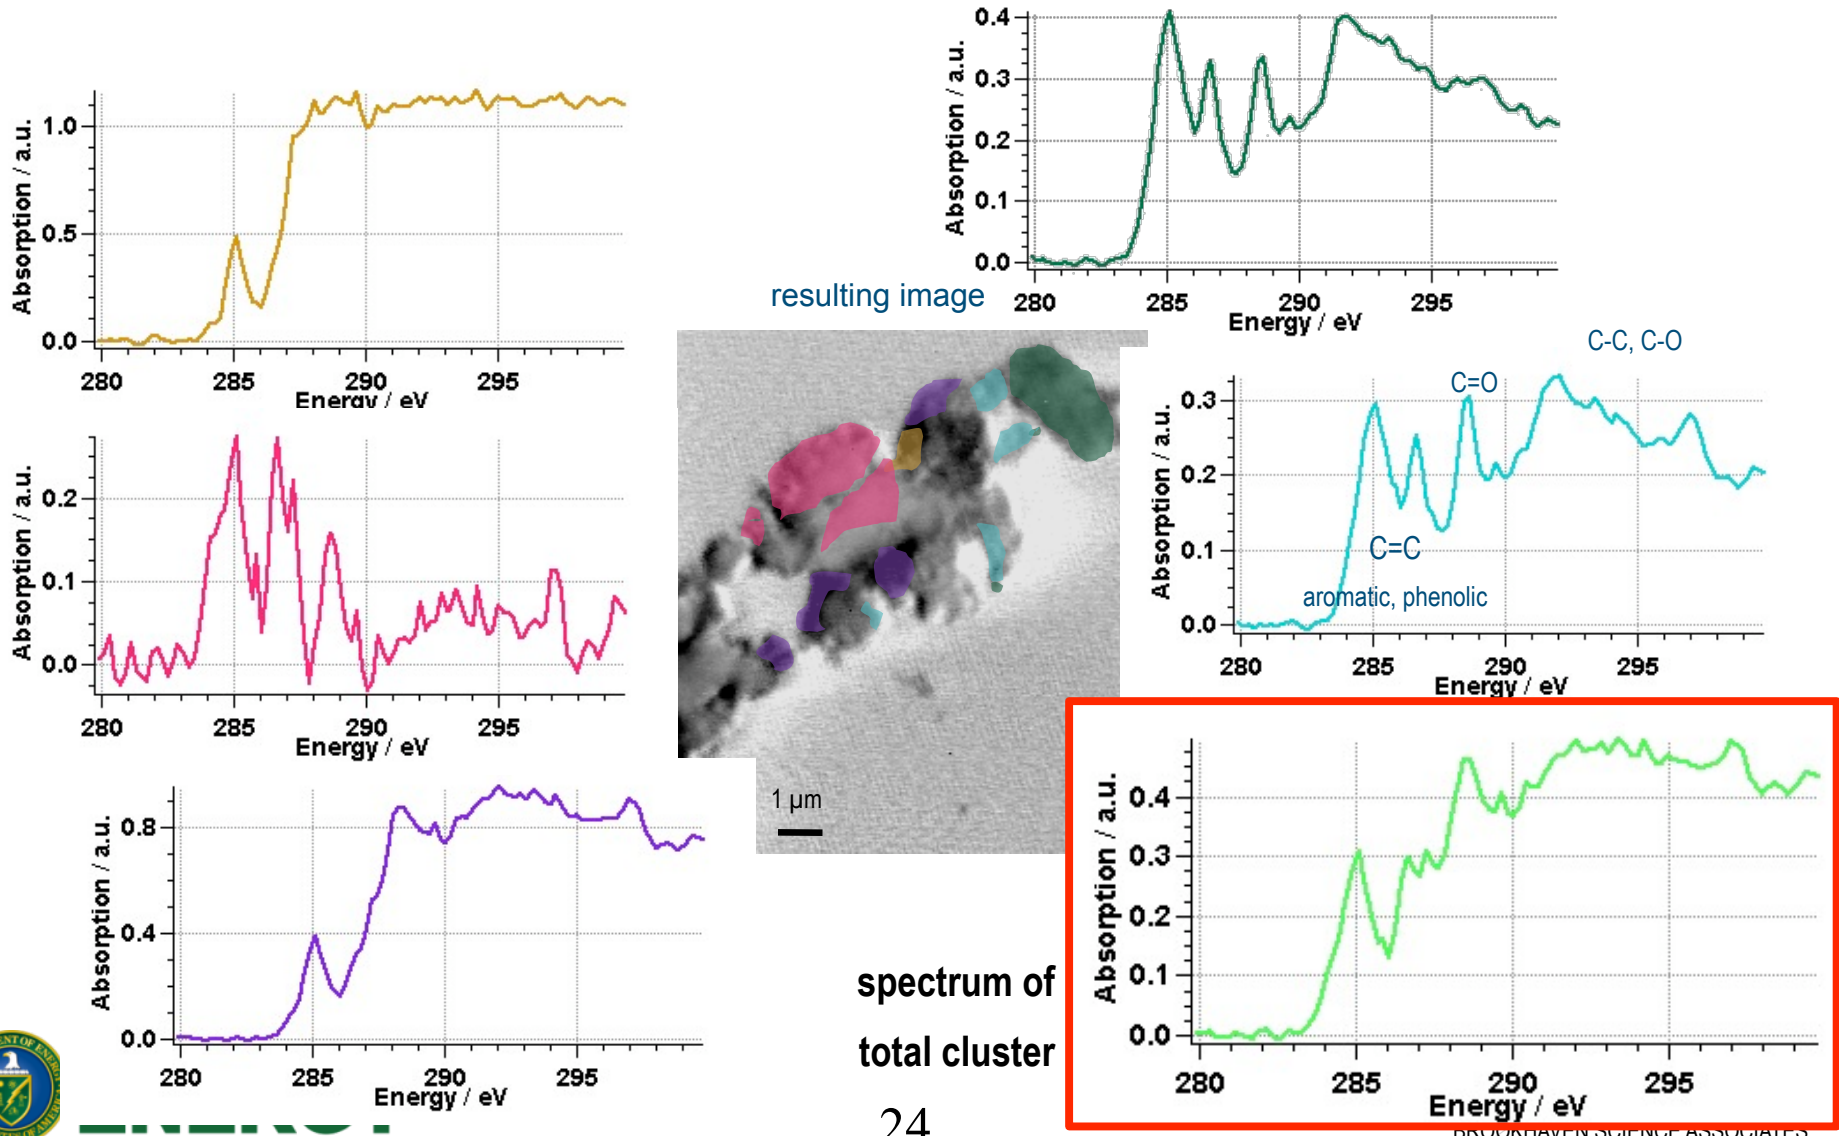 Absorption / a.u.
1.0
0.5
0.0
280 285 290 295
Energy / eV
Absorption / a.u.
0.4
0.3
0.2
0.1
0.0
280 285 290 295
Energy / eV
resulting image
1 µm
Absorption / a.u.
0.2
0.1
0.0
280 285 290 295
Energy / eV
C-C, C-O
C=O
C=C
aromatic, phenolic
Absorption / a.u.
0.3
0.2
0.1
0.0
280 285 290 295
Energy / eV
Absorption / a.u.
0.8
0.4
0.0
280 285 290 295
Energy / eV
spectrum of
total cluster
Absorption / a.u.
0.4
0.3
0.2
0.1
0.0
280 285 290 295
Energy / eV
ENERGY
24
BROOKHAVEN SCIENCE ASSOCIATES